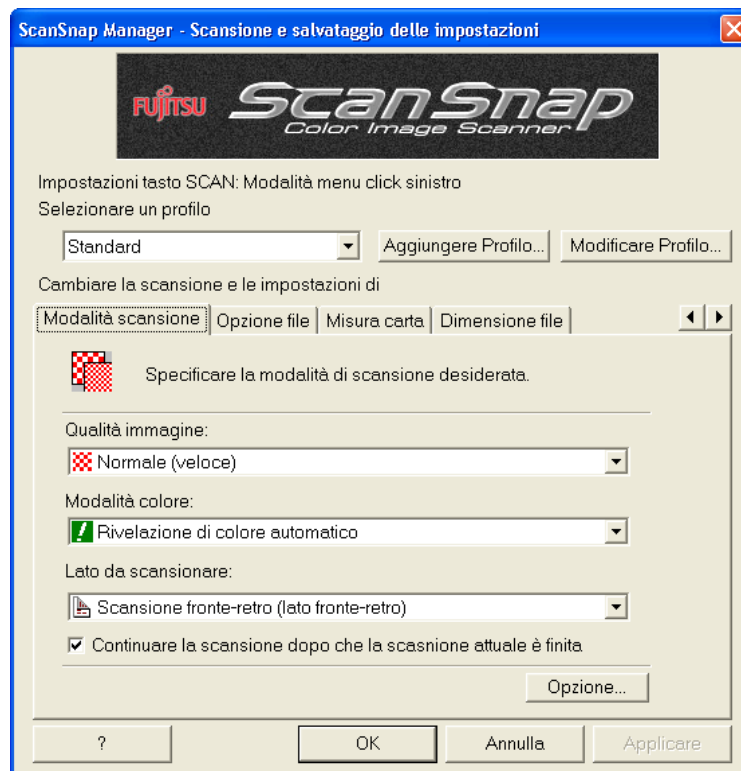 ScanSnap Manager - Scansione e salvataggio delle impostazioni
FUJITSU ScanSnap
Color Image Scanner
Impostazioni tasto SCAN: Modalità menu click sinistro
Selezionare un profilo
Standard Aggiungere Profilo... Modificare Profilo...
Cambiare la scansione e le impostazioni di
Modalità scansione Opzione file Misura carta Dimensione file
Specificare la modalità di scansione desiderata.
Qualità immagine:
Normale (veloce)
Modalità colore:
Rivelazione di colore automatico
Lato da scansionare:
Scansione fronte-retro (lato fronte-retro)
Continuare la scansione dopo che la scasnione attuale è finita
Opzione...
? OK Annulla Applicare